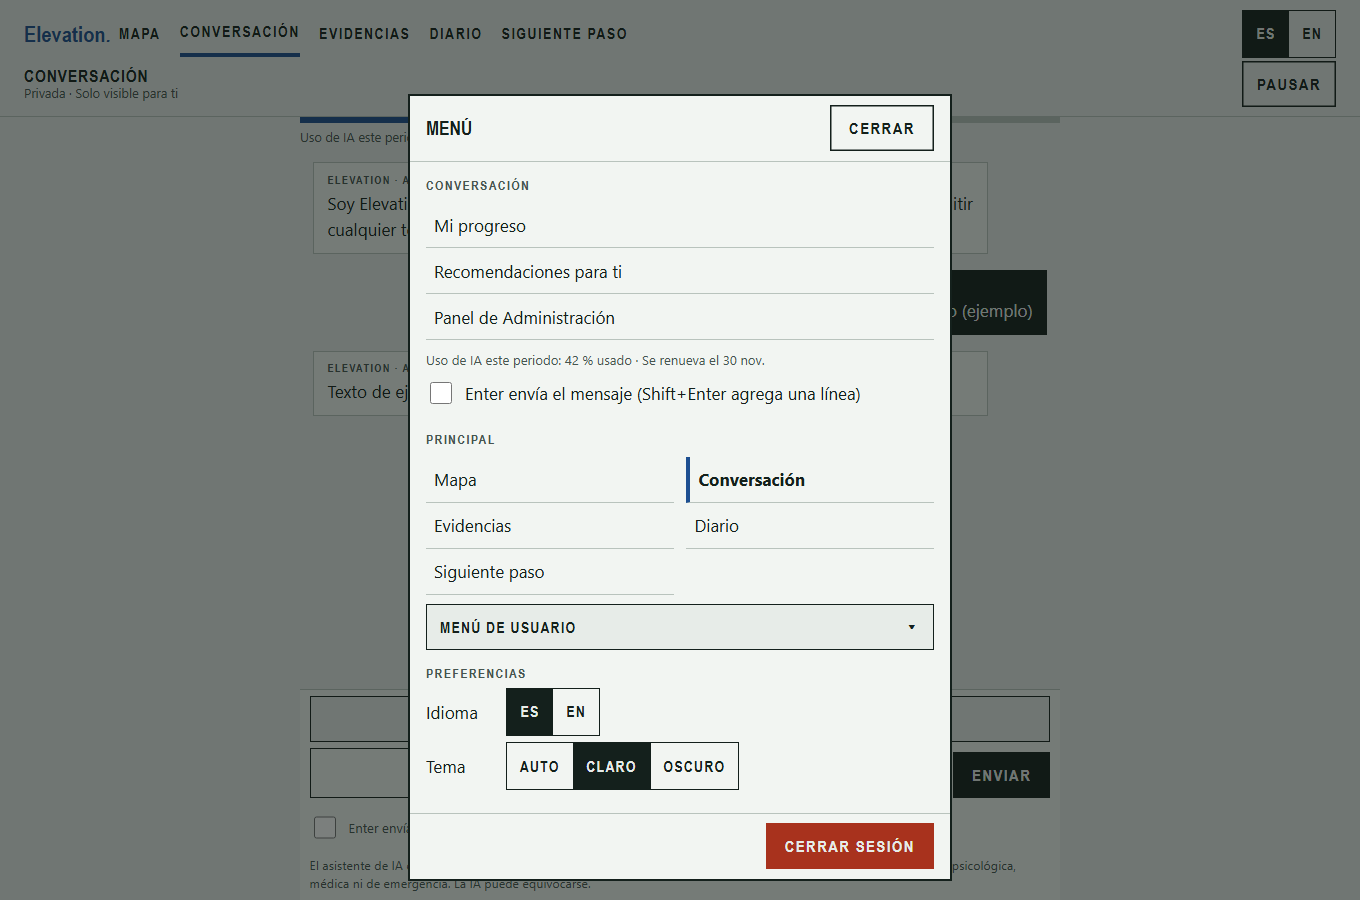 Elevation. MAPA CONVERSACIÓN EVIDENCIAS DIARIO SIGUIENTE PASO
ES EN
CONVERSACIÓN
Privada · Solo visible para ti
PAUSAR
Uso de IA este
ELEVATION ·
Soy
itir
cualquier
(ejemplo)
ELEVATION ·
Texto de
ENVIAR
Enter
El asistente de IA
psicológica,
médica ni de emergencia. La IA puede equivocarse.
MENÚ
CERRAR
CONVERSACIÓN
Mi progreso
Recomendaciones para ti
Panel de Administración
Uso de IA este periodo: 42 % usado · Se renueva el 30 nov.
Enter envía el mensaje (Shift+Enter agrega una línea)
PRINCIPAL
Mapa
Conversación
Evidencias
Diario
Siguiente paso
MENÚ DE USUARIO
PREFERENCIAS
Idioma
ES EN
Tema
AUTO CLARO OSCURO
CERRAR SESIÓN